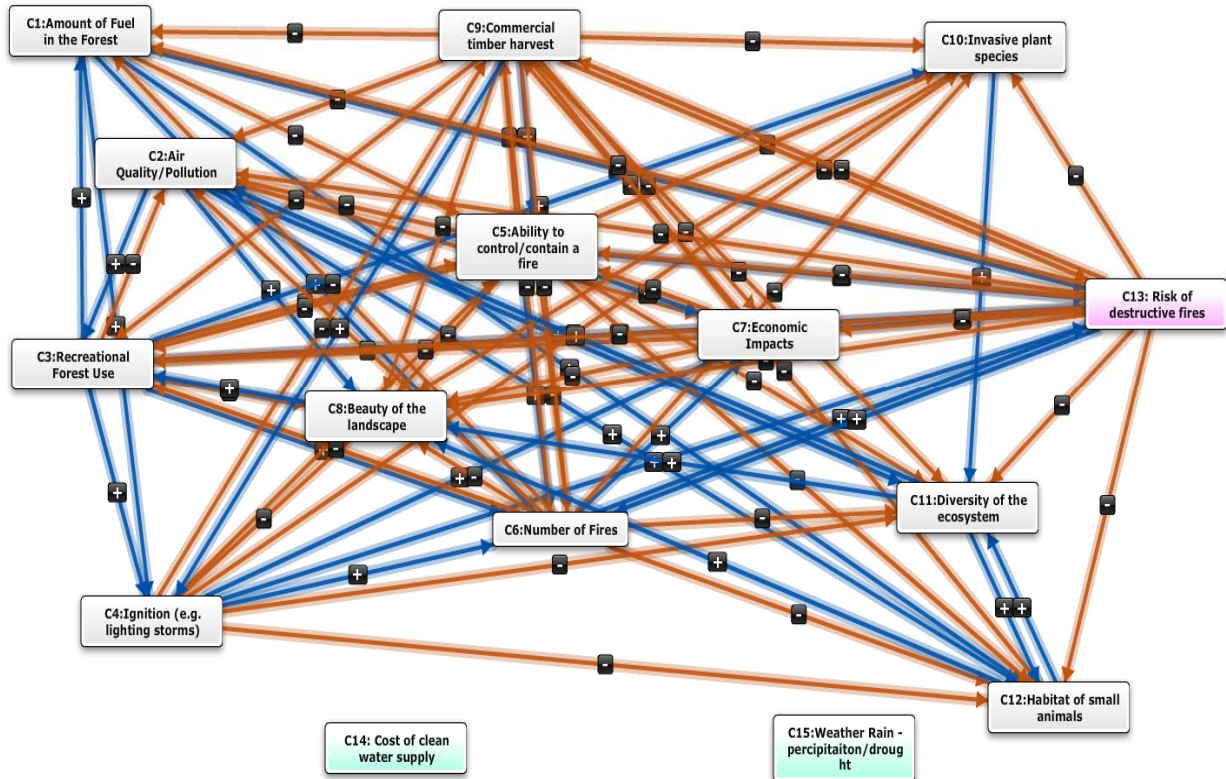 C1:Amount of Fuel
in the Forest
C9:Commercial
timber harvest
C10:Invasive plant
species
C2:Air
Quality/Pollution
C5:Ability to
control/contain a
fire
C13: Risk of
destructive fires
C7:Economic
Impacts
C3:Recreational
Forest Use
C8:Beauty of the
landscape
C11:Diversity of the
ecosystem
C6:Number of Fires
C4:Ignition (e.g.
lighting storms)
C12:Habitat of small
animals
C14: Cost of clean
water supply
C15:Weather Rain -
percipitaiton/droug
ht